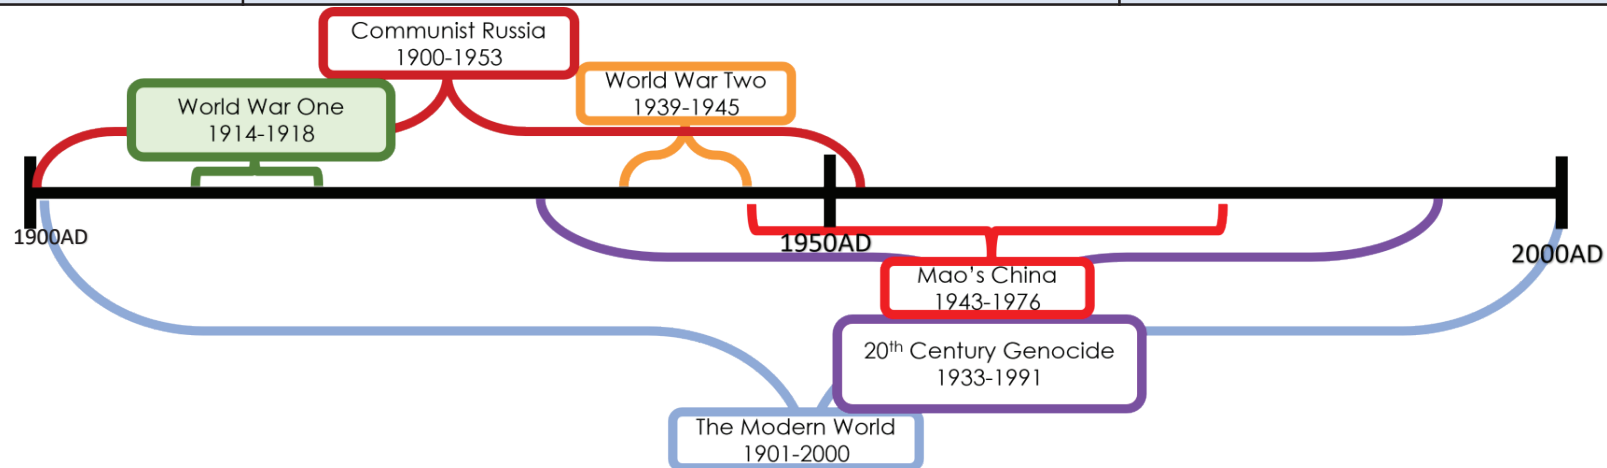 Communist Russia
1900-1953
World War Two
1939-1945
World War One
1914-1918
1900AD
1950AD
2000AD
Mao’s China
1943-1976
20th Century Genocide
1933-1991
The Modern World
1901-2000